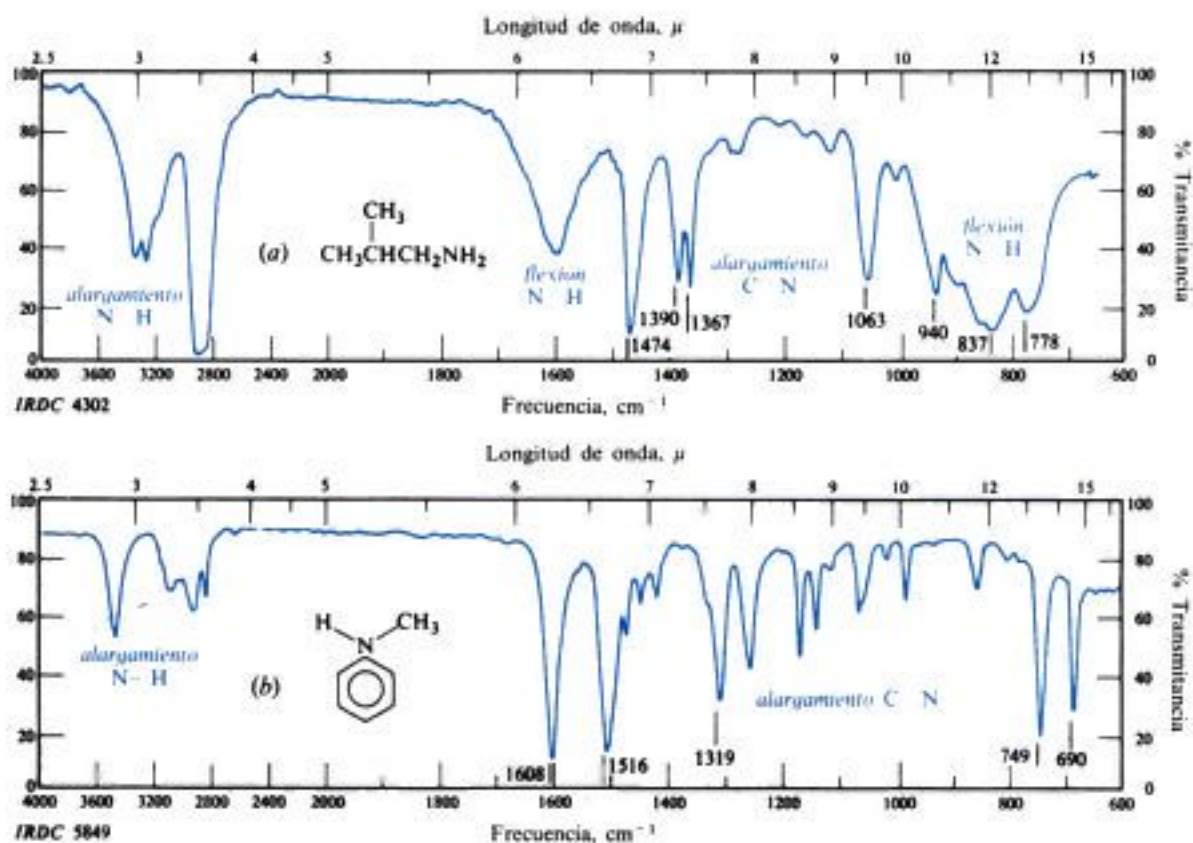 Longitud de onda, μ
2.5 3 4 5 6 7 8 9 10 12 15
100 80 60 40 20 0
% Transmitancia
100 80 60 40 20 0
CH₃
(a) CH₃CHCH₂NH₂
alargamiento
N H
flexion
N H
alargamiento
C N
flexion
N H
1390 1367 1474 1063 940 837 778
4000 3600 3200 2800 2400 2000 1800 1600 1400 1200 1000 800 600
IRDC 4302
Frecuencia, cm⁻¹
Longitud de onda, μ
2.5 3 4 5 6 7 8 9 10 12 15
100 80 60 40 20 0
% Transmitancia
100 80 60 40 20 0
H
N CH₃
(b)
alargamiento
N-- H
alargamiento C N
1608 1516 1319 749 690
4000 3600 3200 2800 2000 1600 1400 1200 1000 800 600
IRDC 5849
Frecuencia, cm⁻¹